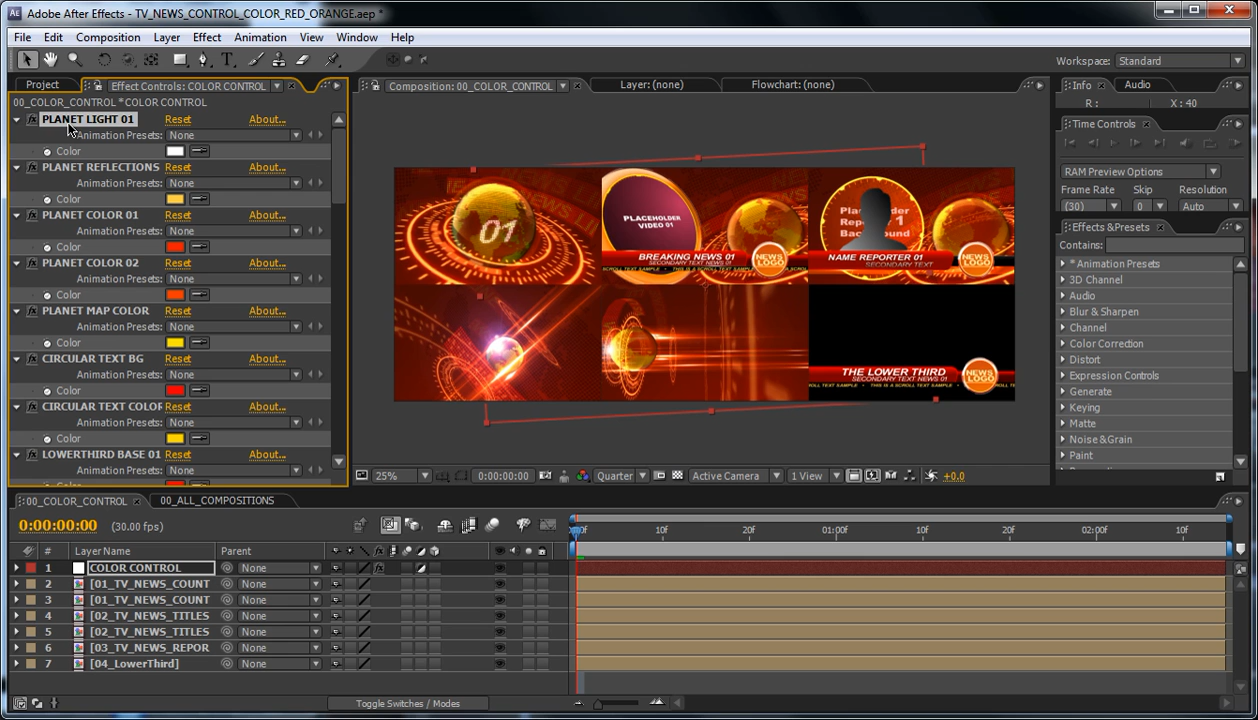 Adobe After Effects - TV_NEWS_CONTROL_COLOR_RED_ORANGE.aep *
File Edit Composition Layer Effect Animation View Window Help
Workspace: Standard
Project
Effect Controls: COLOR CONTROL
00_COLOR_CONTROL * COLOR CONTROL
PLANET LIGHT 01 Reset About...
Animation Presets: None
Color
PLANET REFLECTIONS Reset About...
Animation Presets: None
Color
PLANET COLOR 01 Reset About...
Animation Presets: None
Color
PLANET COLOR 02 Reset About...
Animation Presets: None
Color
PLANET MAP COLOR Reset About...
Animation Presets: None
Color
CIRCULAR TEXT BG Reset About...
Animation Presets: None
Color
CIRCULAR TEXT COLOR Reset About...
Animation Presets: None
Color
LOWERTHIRD BASE 01 Reset About...
Animation Presets: None
Composition: 00_COLOR_CONTROL Layer: (none) Flowchart: (none)
01
PLACEHOLDER
VIDEO 01
BREAKING NEWS 01
SECONDARY TEXT NEWS 01
NEWS
LOGO
NAME REPORTER 01
SECONDARY TEXT
NEWS
LOGO
THE LOWER THIRD
SECONDARY TEXT NEWS 01
NEWS
LOGO
25% 0:00:00:00 Quarter Active Camera 1 View +0.0
Info Audio
R : X : 40
Time Controls
RAM Preview Options
Frame Rate Skip Resolution
(30) 0 Auto
Effects & Presets
Contains:
* Animation Presets
3D Channel
Audio
Blur & Sharpen
Channel
Color Correction
Distort
Expression Controls
Generate
Keying
Matte
Noise & Grain
Paint
00_COLOR_CONTROL 00_ALL_COMPOSITIONS
0:00:00:00 (30.00 fps)
10f 20f 01:00f 10f 20f 02:00f 10f
# Layer Name Parent
1 COLOR CONTROL None
2 [01_TV_NEWS_COUNT None
3 [01_TV_NEWS_COUNT None
4 [02_TV_NEWS_TITLES None
5 [02_TV_NEWS_TITLES None
6 [03_TV_NEWS_REPOR None
7 [04_LowerThird] None
Toggle Switches / Modes